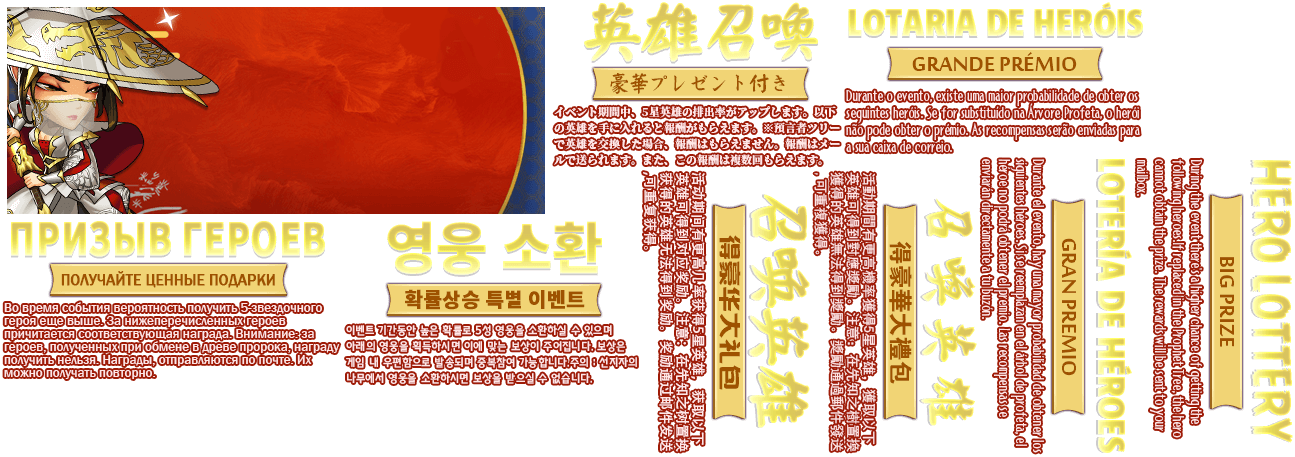 英雄召喚
豪華プレゼント付き
イベント期間中、5星英雄の排出率がアップします。以下
の英雄を手に入れると報酬がもらえます。※預言者ツリー
で英雄を交換した場合、報酬はもらえません。報酬はメー
ルで送られます。また、この報酬は複数回もらえます。
LOTARIA DE HERÓIS
GRANDE PRÉMIO
Durante o evento, existe uma maior probabilidade de obter os
seguintes heróis. Se for substituído na Árvore Profeta, o herói
não pode obter o prémio. As recompensas serão enviadas para
a sua caixa de correio.
ПРИЗЫВ ГЕРОЕВ
ПОЛУЧАЙТЕ ЦЕННЫЕ ПОДАРКИ
Во время события вероятность получить 5-звездочного
героя еще выше. За нижеперечисленных героев
причитается соответствующая награда. Внимание: за
героев, полученных при обмене в древе пророка, награду
получить нельзя. Награды, отправляются по почте. Их
можно получать повторно.
영웅 소환
확률상승 특별 이벤트
이벤트 기간동안 높은 확률로 5성 영웅을 소환하실 수 있으며
아래의 영웅을 획득하시면 이에 맞는 보상이 주어집니다. 보상은
게임 내 우편함으로 발송되며 중복참여 가능합니다.주의 : 선지자의
나무에서 영웅을 소환하시면 보상을 받으실 수 없습니다.
召唤英雄
得豪华大礼包
活动期间有更高几率获得5星英雄，获取以下
英雄可得到对应奖励。注意：在先知之树置换
获得的英雄无法得到奖励。奖励通过邮件发送
,可重复获得。
召喚英雄
得豪華大禮包
活動期間有更高機率獲得5星英雄，獲取以下
英雄可得到對應獎勵。注意：在先知之樹置換
獲得的英雄無法得到獎勵。獎勵通過郵件發送
,可重複獲得。
LOTERÍA DE HÉROES
GRAN PREMIO
Durante el evento, hay una mayor probabilidad de obtener los
siguientes héroes. Si los reemplaza en el árbol de profeta, el
héroe no podrá obtener el premio. Las recompensas se
enviarán directamente a tu buzón.
HERO LOTTERY
BIG PRIZE
During the event there's a higher chance of getting the
following heroes.If replaced in the Prophet Tree, the hero
cannot obtain the prize. The rewards will be sent to your
mailbox.